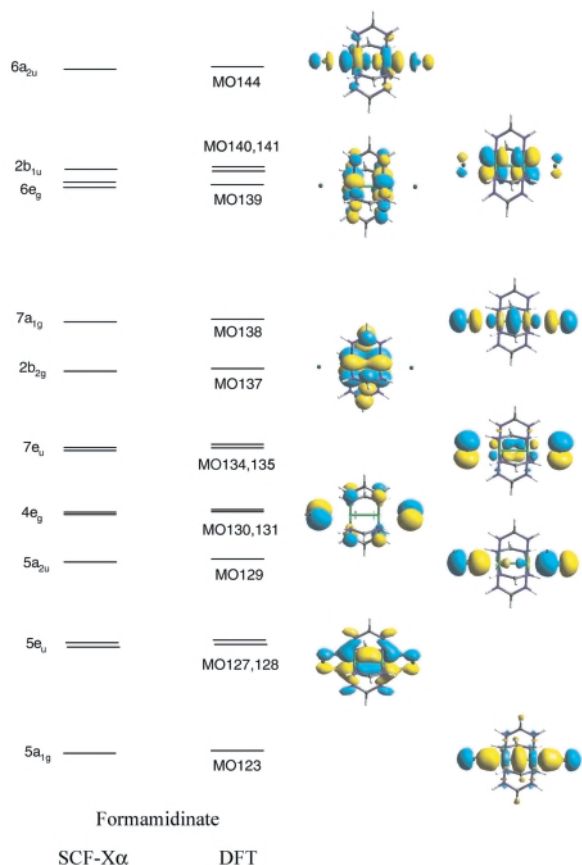 6a2u
MO144
MO140,141
2b1u
6eg
MO139
7a1g
MO138
2b2g
MO137
7eu
MO134,135
4eg
MO130,131
5a2u
MO129
5eu
MO127,128
5a1g
MO123
Formamidinate
SCF-Xα DFT